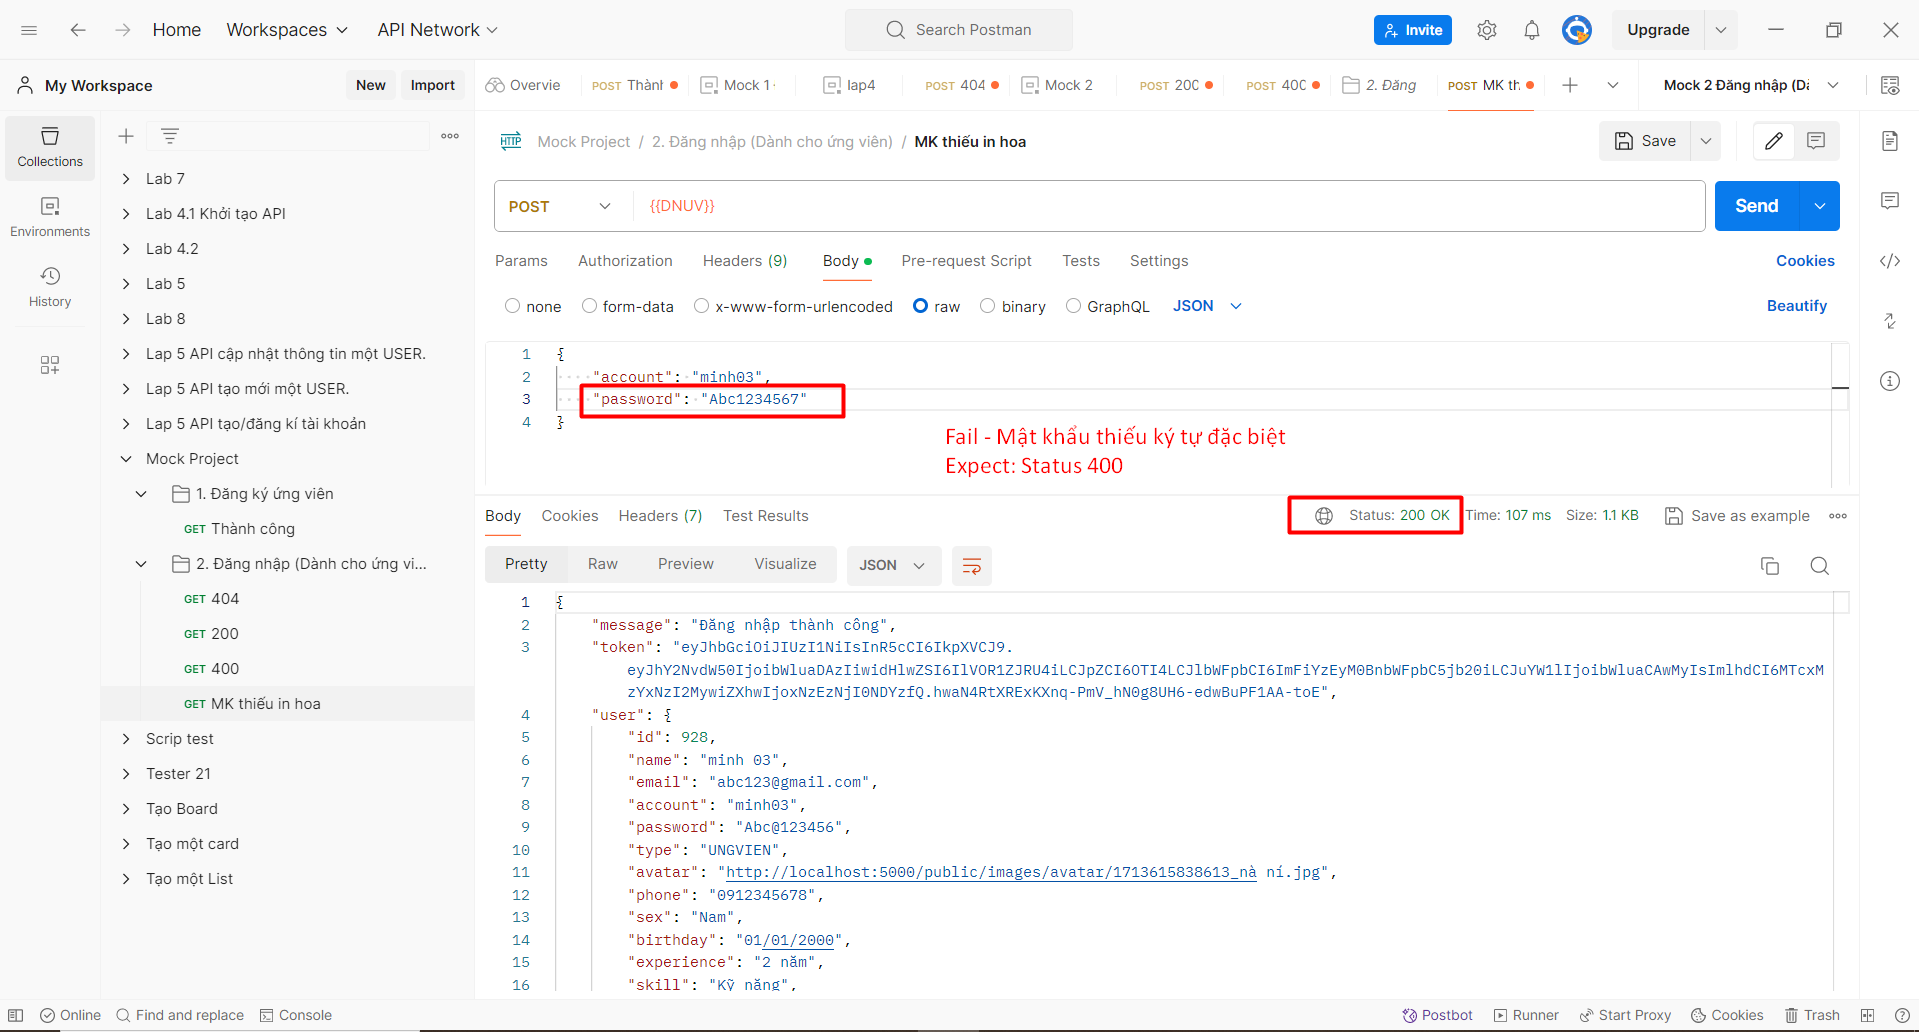 Home Workspaces API Network Search Postman Invite Upgrade
My Workspace New Import Overvie POST Thànl Mock 1 lap4 POST 404 Mock 2 POST 200 POST 400 2. Đăng POST MK tl Mock 2 Đăng nhập (Dà
Collections
Environments
History
Lab 7
Lab 4.1 Khởi tạo API
Lab 4.2
Lab 5
Lab 8
Lap 5 API cập nhật thông tin một USER.
Lap 5 API tạo mới một USER.
Lap 5 API tạo/đăng kí tài khoản
Mock Project
1. Đăng ký ứng viên
GET Thành công
2. Đăng nhập (Dành cho ứng vi...
GET 404
GET 200
GET 400
GET MK thiếu in hoa
Scrip test
Tester 21
Tạo Board
Tạo một card
Tạo một List
HTTP Mock Project / 2. Đăng nhập (Dành cho ứng viên) / MK thiếu in hoa Save
POST {{DNUV}} Send
Params Authorization Headers (9) Body Pre-request Script Tests Settings Cookies
none form-data x-www-form-urlencoded raw binary GraphQL JSON Beautify
1 {
2 "account": "minh03",
3 "password": "Abc1234567"
4 }
Fail - Mật khẩu thiếu ký tự đặc biệt
Expect: Status 400
Body Cookies Headers (7) Test Results Status: 200 OK Time: 107 ms Size: 1.1 KB Save as example
Pretty Raw Preview Visualize JSON
1 {
2 "message": "Đăng nhập thành công",
3 "token": "eyJhbGciOiJIUzI1NiIsInR5cCI6IkpXVCJ9.
eyJhY2NvdW50IjoibWluaDAzIiwidHlwZSI6IlVOR1ZJRU4iLCJpZCI6OTI4LCJlbWFpbCI6ImFiYzEyM0BnbWFpbC5jb20iLCJuYW1lIjoibWluaCAwMyIsImlhdCI6MTcxM
zYxNzI2MywiZXhwIjoxNzEzNjI0NDYzfQ.hwaN4RtXRExKXnq-PmV_hN0g8UH6-edwBuPF1AA-toE",
4 "user": {
5 "id": 928,
6 "name": "minh 03",
7 "email": "abc123@gmail.com",
8 "account": "minh03",
9 "password": "Abc@123456",
10 "type": "UNGVIEN",
11 "avatar": "http://localhost:5000/public/images/avatar/1713615838613_nà ní.jpg",
12 "phone": "0912345678",
13 "sex": "Nam",
14 "birthday": "01/01/2000",
15 "experience": "2 năm",
16 "skill": "Kỹ năng",
Online Find and replace Console Postbot Runner Start Proxy Cookies Trash